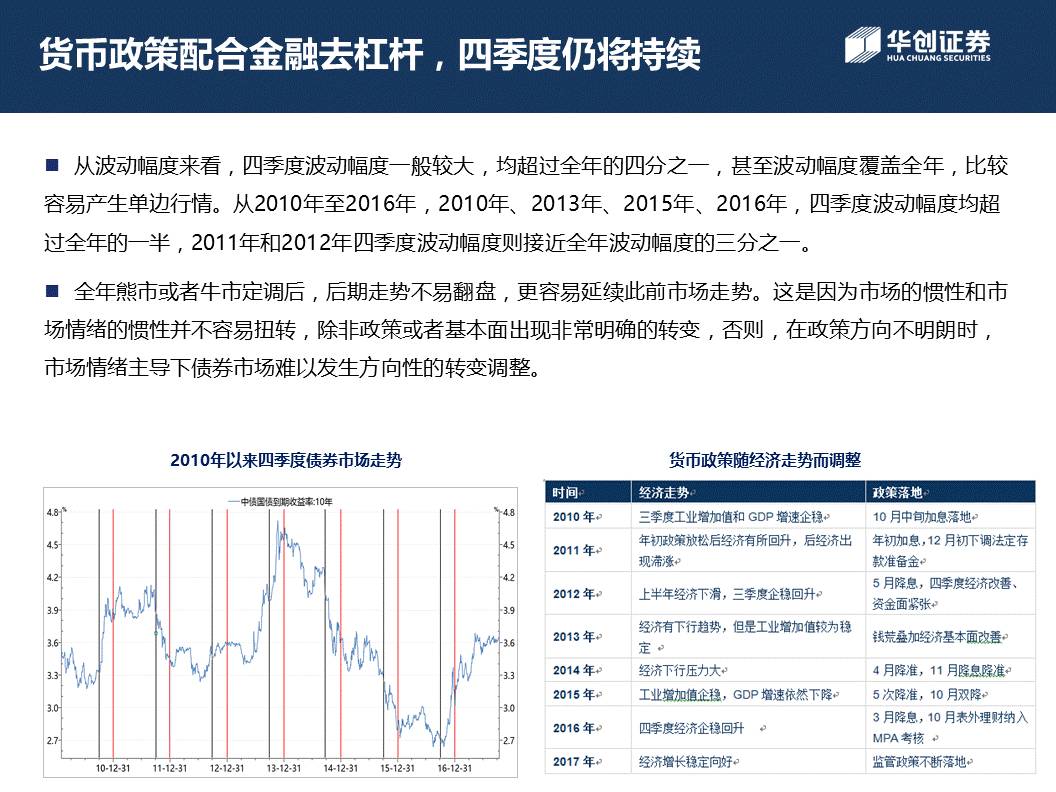 货币政策配合金融去杠杆，四季度仍将持续
华创证券
HUA CHUANG SECURITIES
■ 从波动幅度来看，四季度波动幅度一般较大，均超过全年的四分之一，甚至波动幅度覆盖全年，比较
容易产生单边行情。从2010年至2016年，2010年、2013年、2015年、2016年，四季度波动幅度均超
过全年的一半，2011年和2012年四季度波动幅度则接近全年波动幅度的三分之一。
■ 全年熊市或者牛市定调后，后期走势不易翻盘，更容易延续此前市场走势。这是因为市场的惯性和市
场情绪的惯性并不容易扭转，除非政策或者基本面出现非常明确的转变，否则，在政策方向不明朗时，
市场情绪主导下债券市场难以发生方向性的转变调整。
2010年以来四季度债券市场走势
中债国债到期收益率:10年
% %
4.8 4.8
4.5 4.5
4.2 4.2
3.9 3.9
3.6 3.6
3.3 3.3
3.0 3.0
2.7 2.7
10-12-31 11-12-31 12-12-31 13-12-31 14-12-31 15-12-31 16-12-31
货币政策随经济走势而调整
时间 经济走势 政策落地
2010 年 三季度工业增加值和 GDP 增速企稳 10 月中旬加息落地
2011 年 年初政策放松后经济有所回升，后经济出
现滞涨 年初加息，12 月初下调法定存
款准备金
2012 年 上半年经济下滑，三季度企稳回升 5 月降息，四季度经济改善、
资金面紧张
2013 年 经济有下行趋势，但是工业增加值较为稳
定 钱荒叠加经济基本面改善
2014 年 经济下行压力大 4 月降准，11 月降息降准
2015 年 工业增加值企稳，GDP 增速依然下降 5 次降准，10 月双降
2016 年 四季度经济企稳回升 3 月降息，10 月表外理财纳入
MPA 考核
2017 年 经济增长稳定向好 监管政策不断落地